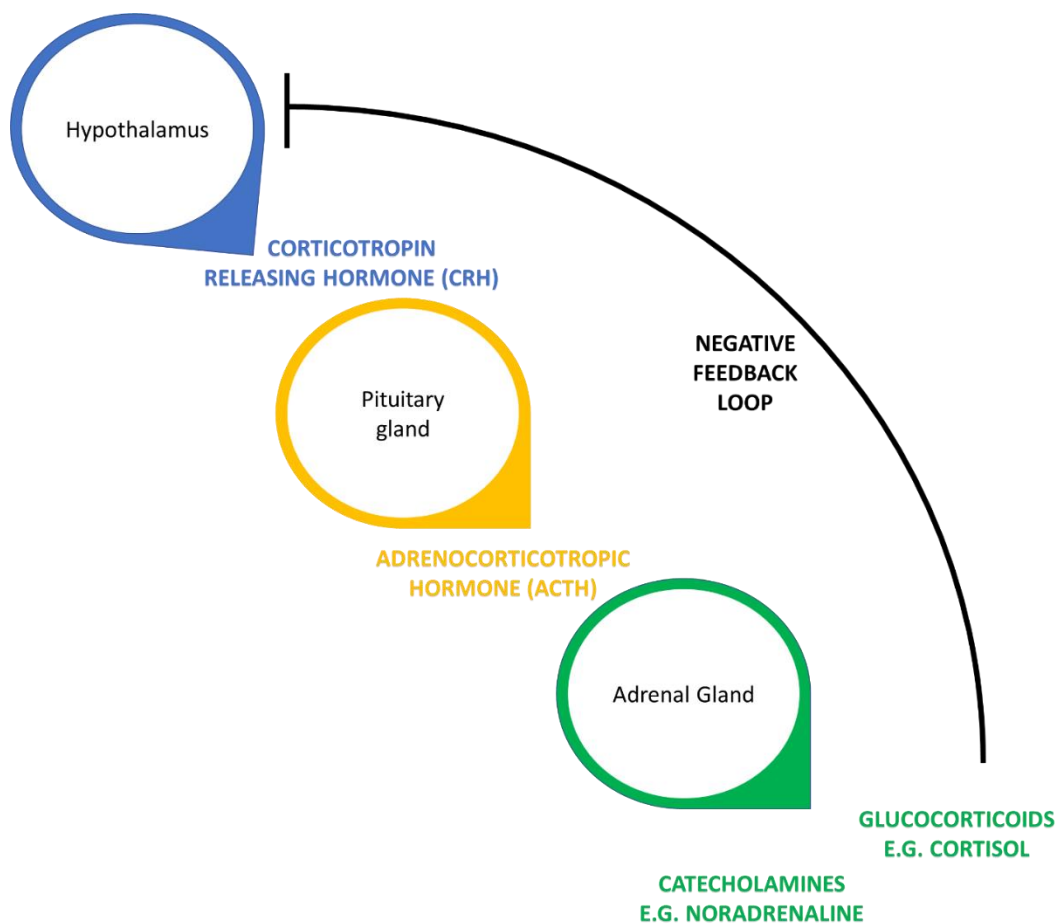 Hypothalamus
CORTICOTROPIN
RELEASING HORMONE (CRH)
NEGATIVE
FEEDBACK
LOOP
Pituitary
gland
ADRENOCORTICOTROPIC
HORMONE (ACTH)
Adrenal Gland
GLUCOCORTICOIDS
E.G. CORTISOL
CATECHOLAMINES
E.G. NORADRENALINE